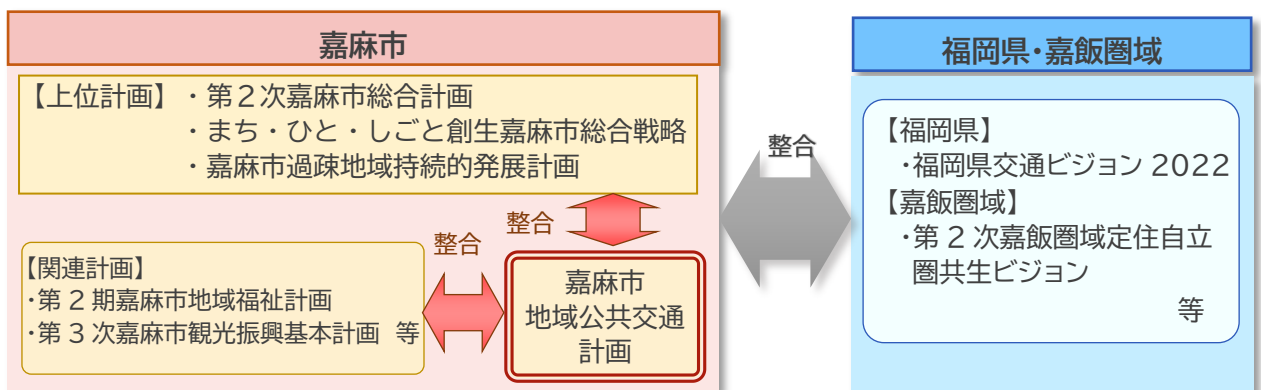 嘉麻市
【上位計画】・第2次嘉麻市総合計画
・まち・ひと・しごと創生嘉麻市総合戦略
・嘉麻市過疎地域持続的発展計画
整合
整合
【関連計画】
・第2期嘉麻市地域福祉計画
・第3次嘉麻市観光振興基本計画 等
嘉麻市
地域公共交通
計画
整合
福岡県・嘉飯圏域
【福岡県】
・福岡県交通ビジョン 2022
【嘉飯圏域】
・第2次嘉飯圏域定住自立
圏共生ビジョン
等